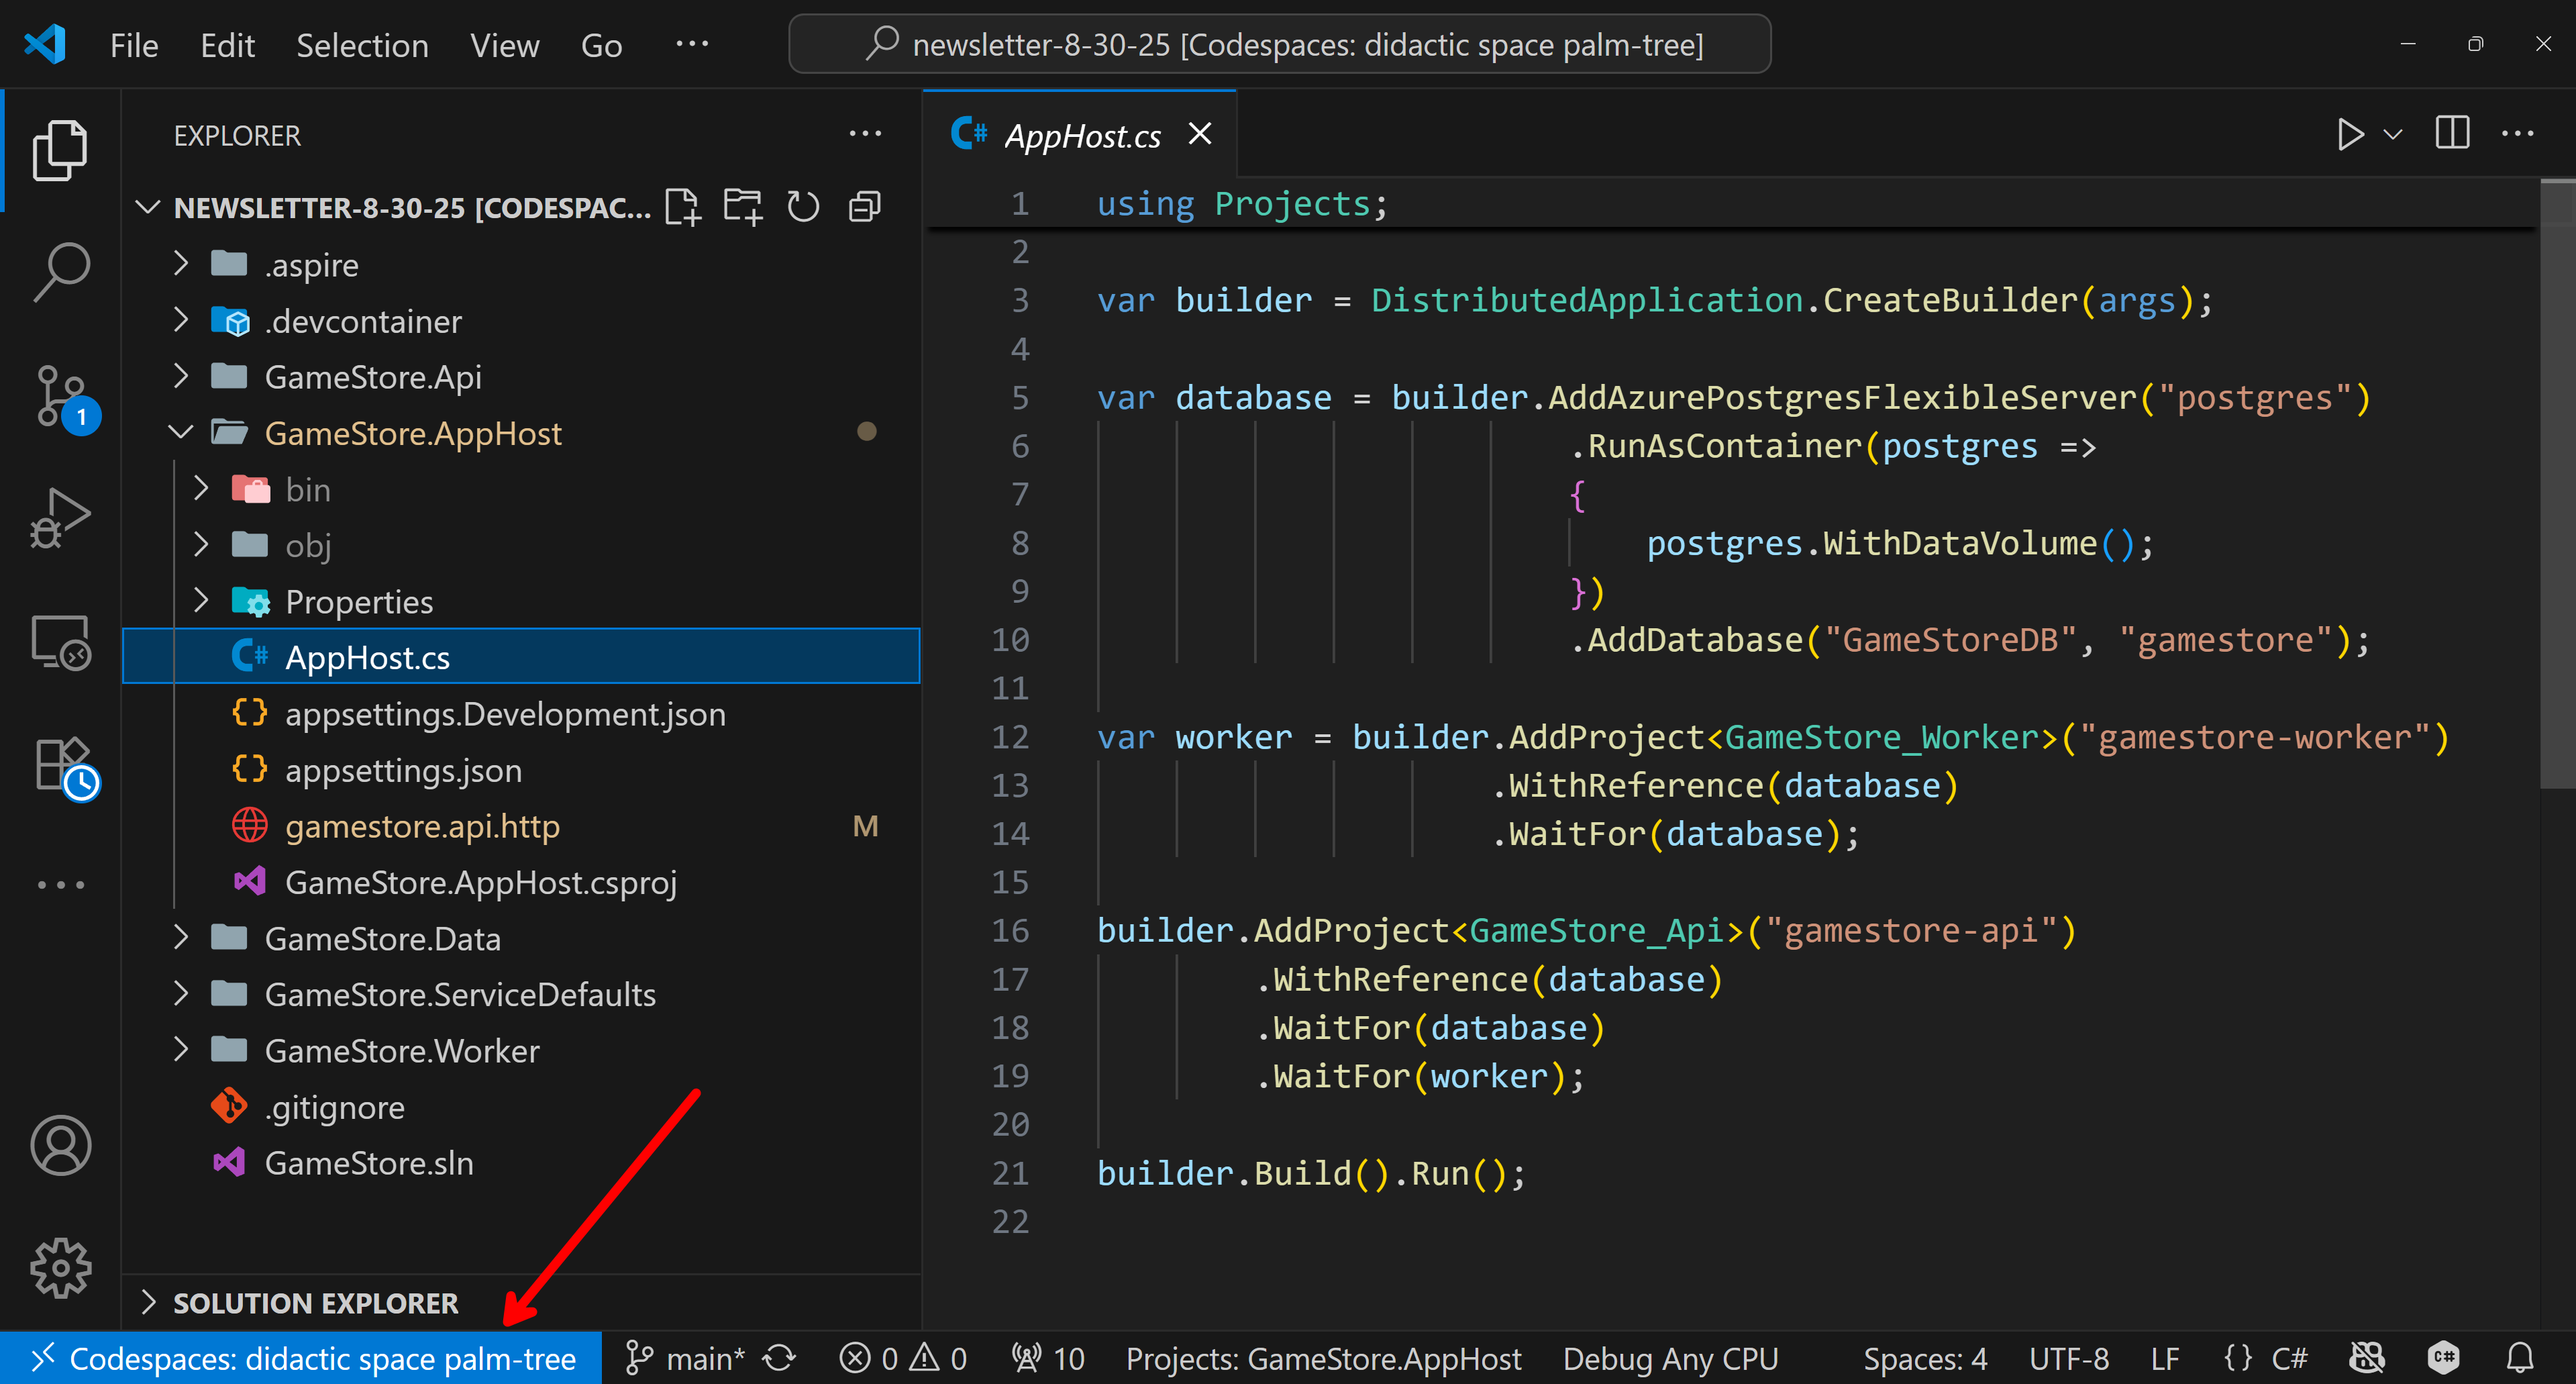 File Edit Selection View Go ··· newsletter-8-30-25 [Codespaces: didactic space palm-tree]
EXPLORER ···
NEWSLETTER-8-30-25 [CODESPAC...
.aspire
.devcontainer
GameStore.Api
GameStore.AppHost
bin
obj
Properties
AppHost.cs
appsettings.Development.json
appsettings.json
gamestore.api.http M
GameStore.AppHost.csproj
GameStore.Data
GameStore.ServiceDefaults
GameStore.Worker
.gitignore
GameStore.sln
SOLUTION EXPLORER
1
AppHost.cs
1 using Projects;
2
3 var builder = DistributedApplication.CreateBuilder(args);
4
5 var database = builder.AddAzurePostgresFlexibleServer("postgres")
6 .RunAsContainer(postgres =>
7 {
8 postgres.WithDataVolume();
9 })
10 .AddDatabase("GameStoreDB", "gamestore");
11
12 var worker = builder.AddProject<GameStore_Worker>("gamestore-worker")
13 .WithReference(database)
14 .WaitFor(database);
15
16 builder.AddProject<GameStore_Api>("gamestore-api")
17 .WithReference(database)
18 .WaitFor(database)
19 .WaitFor(worker);
20
21 builder.Build().Run();
22
Codespaces: didactic space palm-tree main* 0 0 10 Projects: GameStore.AppHost Debug Any CPU Spaces: 4 UTF-8 LF {} C#